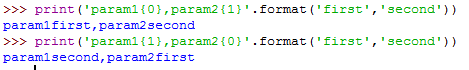 >>> print('param1{0},param2{1}'.format('first','second'))
param1first,param2second
>>> print('param1{1},param2{0}'.format('first','second'))
param1second,param2first